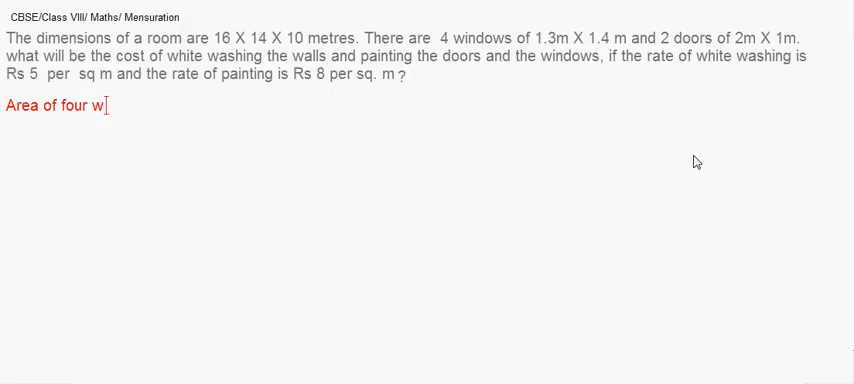 CBSE/Class VIII/ Maths/ Mensuration
The dimensions of a room are 16 X 14 X 10 metres. There are 4 windows of 1.3m X 1.4 m and 2 doors of 2m X 1m.
what will be the cost of white washing the walls and painting the doors and the windows, if the rate of white washing is
Rs 5 per sq m and the rate of painting is Rs 8 per sq. m ?
Area of four w